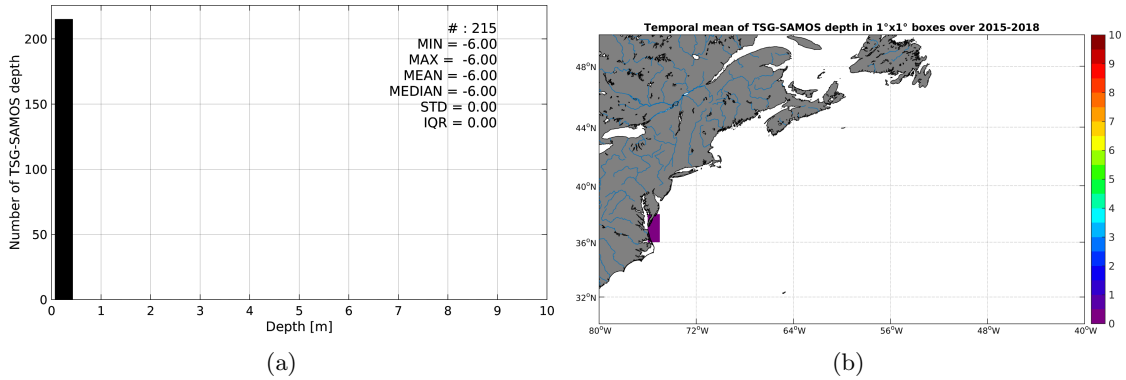 Number of TSG-SAMOS depth
200
150
100
50
0
# : 215
MIN = -6.00
MAX = -6.00
MEAN = -6.00
MEDIAN = -6.00
STD = 0.00
IQR = 0.00
0 1 2 3 4 5 6 7 8 9 10
Depth [m]
(a)
Temporal mean of TSG-SAMOS depth in 1°x1° boxes over 2015-2018
48°N
44°N
40°N
36°N
32°N
80°W 72°W 64°W 56°W 48°W 40°W
10
9
8
7
6
5
4
3
2
1
0
(b)